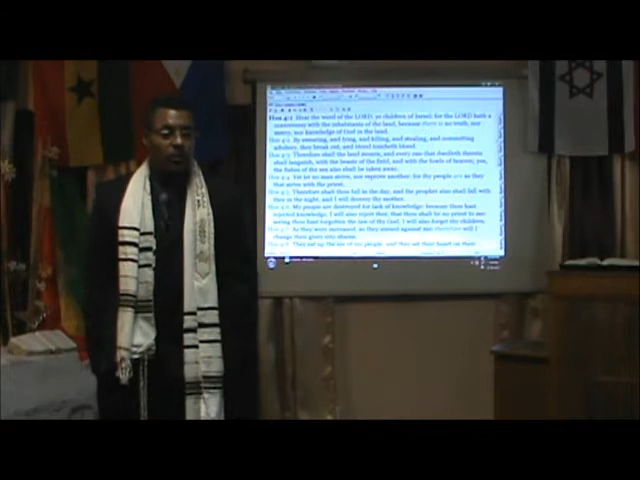 Hos 4:1 Hear the word of the LORD, ye children of Israel: for the LORD hath a
controversy with the inhabitants of the land, because there is no truth, nor
mercy, nor knowledge of God in the land.
Hos 4:2 By swearing, and lying, and killing, and stealing, and committing
adultery, they break out, and blood toucheth blood.
Hos 4:3 Therefore shall the land mourn, and every one that dwelleth therein
shall languish, with the beasts of the field, and with the fowls of heaven; yea,
the fishes of the sea also shall be taken away.
Hos 4:4 Yet let no man strive, nor reprove another: for thy people are as they
that strive with the priest.
Hos 4:5 Therefore shalt thou fall in the day, and the prophet also shall fall with
thee in the night, and I will destroy thy mother.
Hos 4:6 My people are destroyed for lack of knowledge: because thou hast
rejected knowledge, I will also reject thee, that thou shalt be no priest to me:
seeing thou hast forgotten the law of thy God, I will also forget thy children.
Hos 4:7 As they were increased, so they sinned against me: therefore will I
change their glory into shame.
Hos 4:8 They eat up the sin of my people, and they set their heart on their